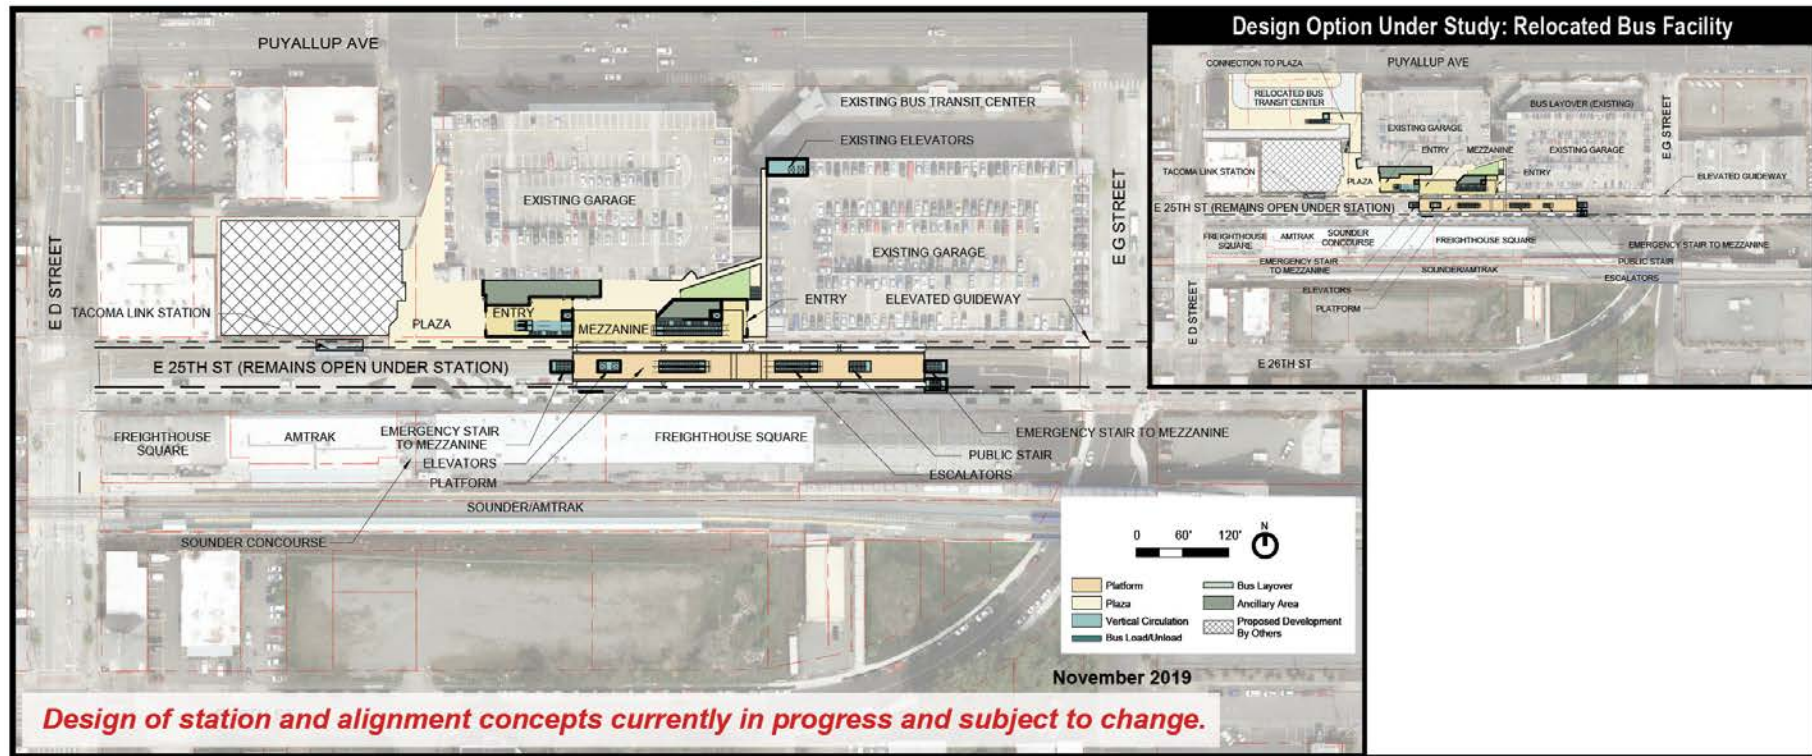 PUYALLUP AVE
EXISTING BUS TRANSIT CENTER
EXISTING ELEVATORS
EXISTING GARAGE
EXISTING GARAGE
E D STREET
E G STREET
TACOMA LINK STATION
PLAZA
ENTRY
MEZZANINE
ENTRY
ELEVATED GUIDEWAY
E 25TH ST (REMAINS OPEN UNDER STATION)
FREIGHTHOUSE
SQUARE
AMTRAK
EMERGENCY STAIR
TO MEZZANINE
ELEVATORS
PLATFORM
FREIGHTHOUSE SQUARE
EMERGENCY STAIR TO MEZZANINE
PUBLIC STAIR
ESCALATORS
SOUNDER/AMTRAK
SOUNDER CONCOURSE
0 60' 120'
N
Platform
Plaza
Vertical Circulation
Bus Load/Unload
Bus Layover
Ancillary Area
Proposed Development
By Others
November 2019
Design of station and alignment concepts currently in progress and subject to change.
Design Option Under Study: Relocated Bus Facility
CONNECTION TO PLAZA
PUYALLUP AVE
RELOCATED BUS
TRANSIT CENTER
BUS LAYOVER (EXISTING)
EXISTING GARAGE
EXISTING GARAGE
E G STREET
ENTRY
MEZZANINE
ENTRY
TACOMA LINK STATION
PLAZA
ELEVATED GUIDEWAY
E 25TH ST (REMAINS OPEN UNDER STATION)
FREIGHTHOUSE
SQUARE
AMTRAK
SOUNDER
CONCOURSE
FREIGHTHOUSE SQUARE
EMERGENCY STAIR TO MEZZANINE
EMERGENCY STAIR
TO MEZZANINE
SOUNDER/AMTRAK
PUBLIC STAIR
ESCALATORS
ELEVATORS
PLATFORM
E D STREET
E 26TH ST